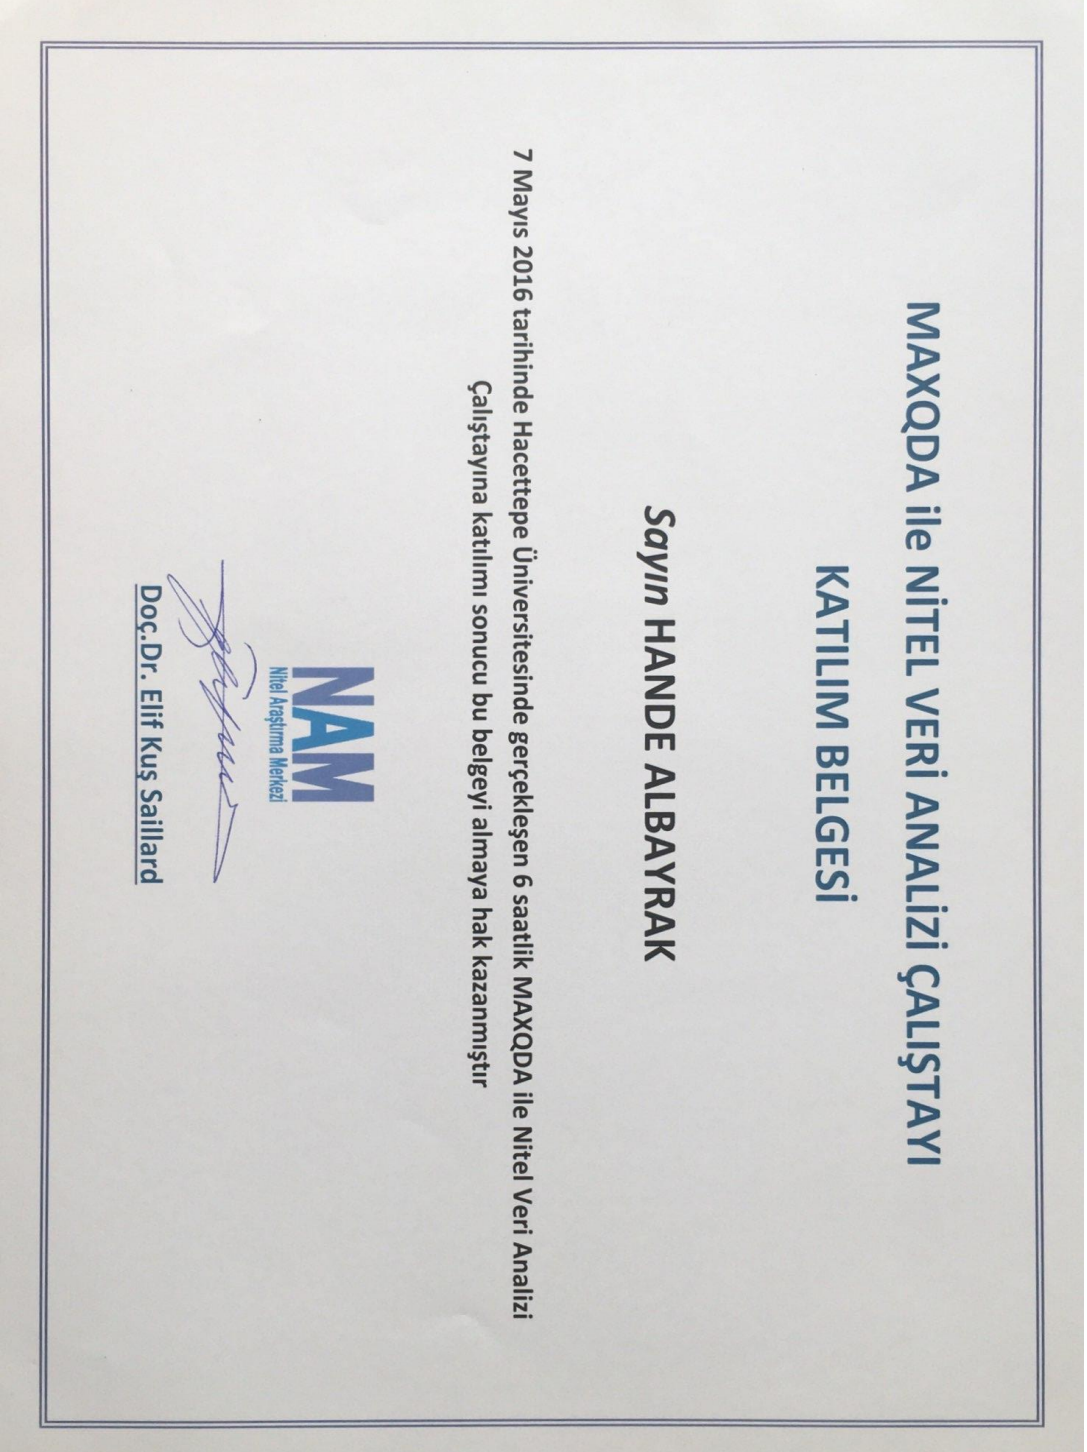 MAXQDA ile NİTEL VERİ ANALİZİ ÇALIŞTAYI
KATILIM BELGESİ
Sayın HANDE ALBAYRAK
7 Mayıs 2016 tarihinde Hacettepe Üniversitesinde gerçekleşen 6 saatlik MAXQDA ile Nitel Veri Analizi
Çalıştayına katılımı sonucu bu belgeyi almaya hak kazanmıştır
NAM
Nitel Araştırma Merkezi
Doç.Dr. Elif Kuş Saillard